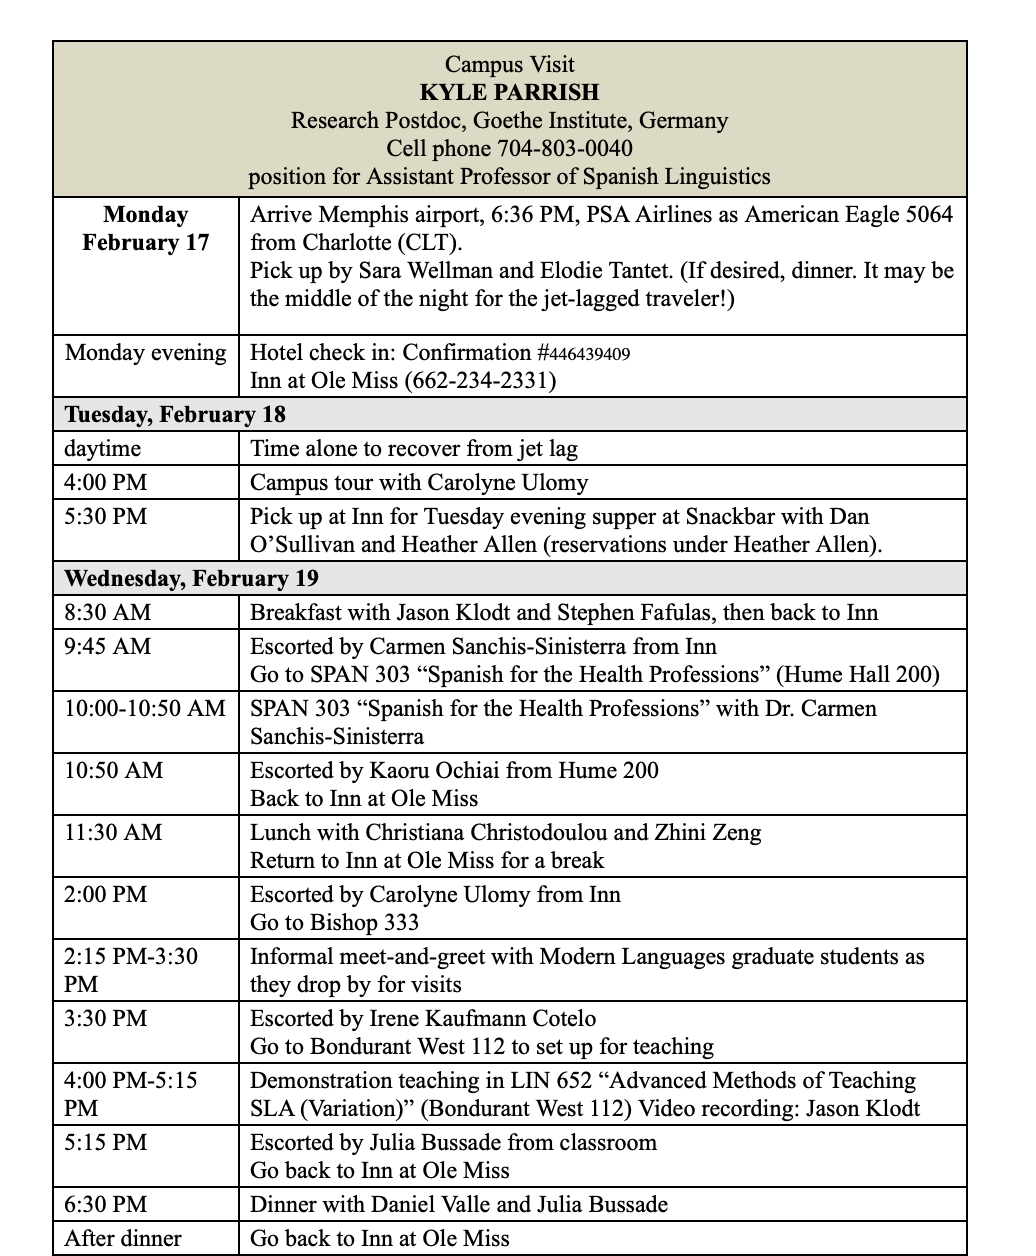 Campus Visit
KYLE PARRISH
Research Postdoc, Goethe Institute, Germany
Cell phone 704-803-0040
position for Assistant Professor of Spanish Linguistics
Monday
February 17
Arrive Memphis airport, 6:36 PM, PSA Airlines as American Eagle 5064
from Charlotte (CLT).
Pick up by Sara Wellman and Elodie Tantet. (If desired, dinner. It may be
the middle of the night for the jet-lagged traveler!)
Monday evening
Hotel check in: Confirmation #446439409
Inn at Ole Miss (662-234-2331)
Tuesday, February 18
daytime
Time alone to recover from jet lag
4:00 PM
Campus tour with Carolyne Ulomy
5:30 PM
Pick up at Inn for Tuesday evening supper at Snackbar with Dan
O’Sullivan and Heather Allen (reservations under Heather Allen).
Wednesday, February 19
8:30 AM
Breakfast with Jason Klodt and Stephen Fafulas, then back to Inn
9:45 AM
Escorted by Carmen Sanchis-Sinisterra from Inn
Go to SPAN 303 “Spanish for the Health Professions” (Hume Hall 200)
10:00-10:50 AM
SPAN 303 “Spanish for the Health Professions” with Dr. Carmen
Sanchis-Sinisterra
10:50 AM
Escorted by Kaoru Ochiai from Hume 200
Back to Inn at Ole Miss
11:30 AM
Lunch with Christiana Christodoulou and Zhini Zeng
Return to Inn at Ole Miss for a break
2:00 PM
Escorted by Carolyne Ulomy from Inn
Go to Bishop 333
2:15 PM-3:30
PM
Informal meet-and-greet with Modern Languages graduate students as
they drop by for visits
3:30 PM
Escorted by Irene Kaufmann Cotelo
Go to Bondurant West 112 to set up for teaching
4:00 PM-5:15
PM
Demonstration teaching in LIN 652 “Advanced Methods of Teaching
SLA (Variation)” (Bondurant West 112) Video recording: Jason Klodt
5:15 PM
Escorted by Julia Bussade from classroom
Go back to Inn at Ole Miss
6:30 PM
Dinner with Daniel Valle and Julia Bussade
After dinner
Go back to Inn at Ole Miss